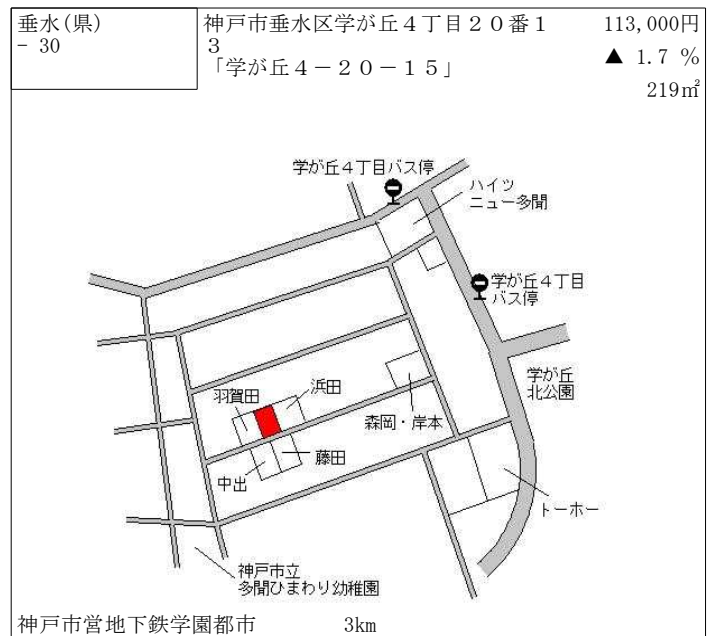 垂水(県)
- 30
神戸市垂水区学が丘４丁目２０番１
３
「学が丘４－２０－１５」
113,000円
▲ 1.7 %
219㎡
学が丘４丁目バス停
ハイツ
ニュー多聞
学が丘４丁目
バス停
学が丘
北公園
羽賀田
浜田
森岡・岸本
中出
藤田
トーホー
神戸市立
多聞ひまわり幼稚園
神戸市営地下鉄学園都市
3km